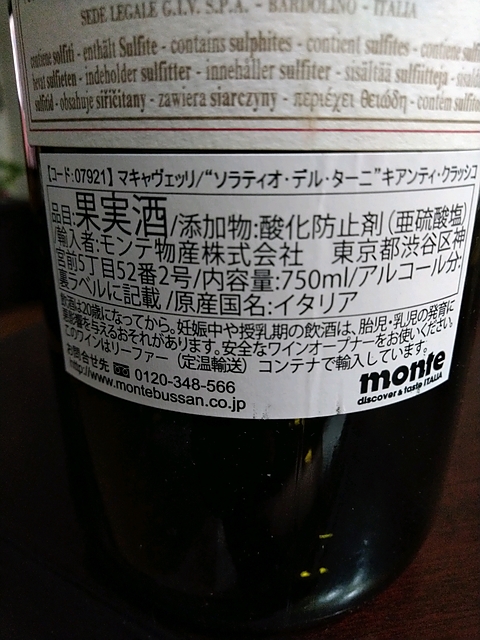 SEDE LEGALE G.I.V. S.P.A. - BARDOLINO - ITALIA
contiene solfiti - enthält Sulfite - contains sulphites - contient sulfites - contiene
bevat sulfieten - indeholder sulfitter - innehåller sulfiter - sisältää sulfiitteja -
- obsahuje siřičitany - zawiera siarczyny - περιέχει θειώδη - contém
【コード:07921】マキャヴェッリ/“ソラティオ・デル・ターニ”キアンティ・クラッシコ
品目:果実酒/添加物:酸化防止剤(亜硫酸塩)
/輸入者:モンテ物産株式会社 東京都渋谷区神
宮前5丁目52番2号/内容量:750ml/アルコール分:
裏ラベルに記載/原産国名:イタリア
飲酒は20歳になってから。妊娠中や授乳期の飲酒は、胎児・乳児の発育に
悪影響を与えるおそれがあります。安全なワインオープナーをお使いください。
このワインはリーファー(定温輸送)コンテナで輸入しています。
お問合せ先 0120-348-566
http://www.montebussan.co.jp
monte
discover & taste ITALIA